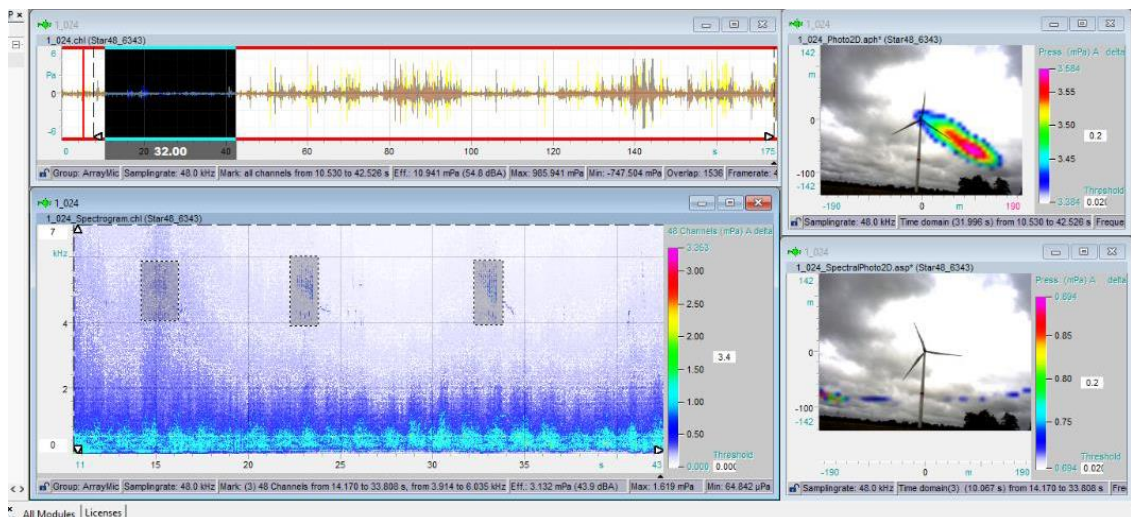 P ×
1_024
1_024.chl (Star48_6343)
6
Pa
0
-6
0 20 32.00 40 60 80 100 120 140 s 175
Group: ArrayMic Samplingrate: 48.0 kHz Mark: all channels from 10.530 to 42.526 s Eff.: 10.941 mPa (54.8 dBA) Max: 985.941 mPa Min: -747.504 mPa Overlap: 1536 Framerate: 4
1_024
1_024_Spectrogram.chl (Star48_6343)
7
kHz
4
2
0
11 15 20 25 30 35 s 43
48 Channels (mPa) A delta
3.363
3.00
2.50
2.00
3.4
1.50
1.00
0.50
Threshold
0.000 0.000
Group: ArrayMic Samplingrate: 48.0 kHz Mark: (3) 48 Channels from 14.170 to 33.808 s, from 3.914 to 6.035 kHz Eff.: 3.132 mPa (43.9 dBA) Max: 1.619 mPa Min: 64.842 µPa
1_024
1_024_Photo2D.aph* (Star48_6343)
142
m
0
-100
-142
-190 0 m 190
Press. (mPa) A delta
3.584
3.55
3.50
0.2
3.45
Threshold
3.384 0.020
Samplingrate: 48.0 kHz Time domain (31.996 s) from 10.530 to 42.526 s Freque
1_024
1_024_SpectralPhoto2D.asp* (Star48_6343)
142
m
0
-100
-142
-190 0 m 190
Press. (mPa) A delta
0.894
0.85
0.80
0.2
0.75
Threshold
0.694 0.020
Samplingrate: 48.0 kHz Time domain(3) (10.067 s) from 14.170 to 33.808 s Fre
All Modules Licenses